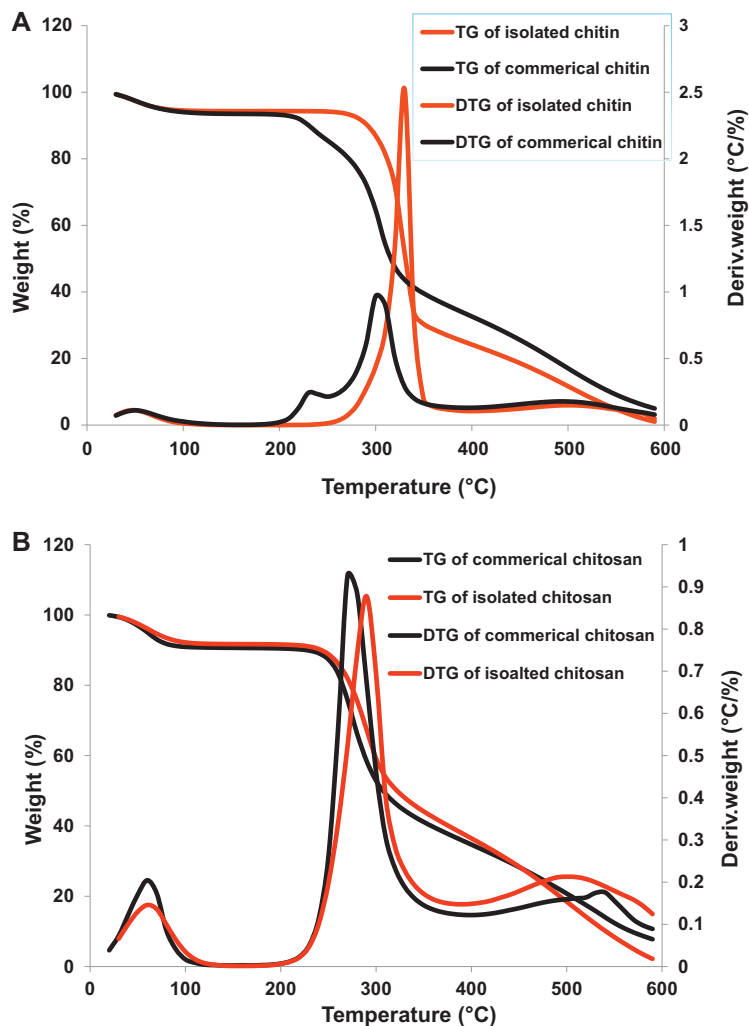 A
120
100
80
60
40
20
0
Weight (%)
3
2.5
2
1.5
1
0.5
0
Deriv.weight (°C/%)
TG of isolated chitin
TG of commerical chitin
DTG of isolated chitin
DTG of commerical chitin
0 100 200 300 400 500 600
Temperature (°C)
B
120
100
80
60
40
20
0
Weight (%)
1
0.9
0.8
0.7
0.6
0.5
0.4
0.3
0.2
0.1
0
Deriv.weight (°C/%)
TG of commerical chitosan
TG of isolated chitosan
DTG of commerical chitosan
DTG of isoalted chitosan
0 100 200 300 400 500 600
Temperature (°C)